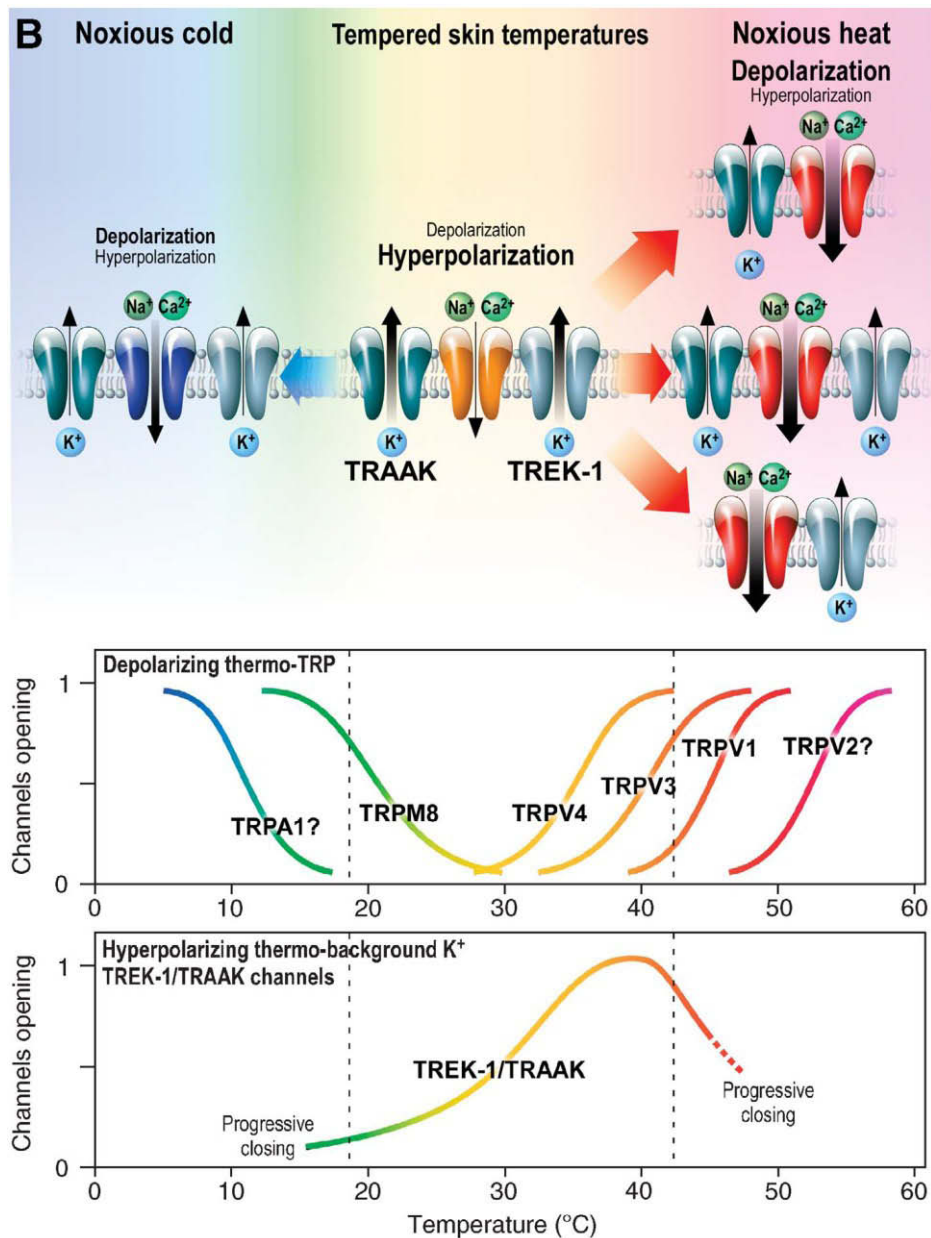 B
Noxious cold
Tempered skin temperatures
Noxious heat
Depolarization
Hyperpolarization
Na+ Ca2+
K+
Depolarization
Hyperpolarization
Na+ Ca2+
K+
K+
Depolarization
Hyperpolarization
Na+ Ca2+
K+
K+
TRAAK
TREK-1
Na+ Ca2+
K+
K+
Na+ Ca2+
K+
Depolarizing thermo-TRP
Channels opening
1
0
TRPA1?
TRPM8
TRPV4
TRPV3
TRPV1
TRPV2?
0 10 20 30 40 50 60
Hyperpolarizing thermo-background K+
TREK-1/TRAAK channels
Channels opening
1
0
TREK-1/TRAAK
Progressive
closing
Progressive
closing
0 10 20 30 40 50 60
Temperature (°C)